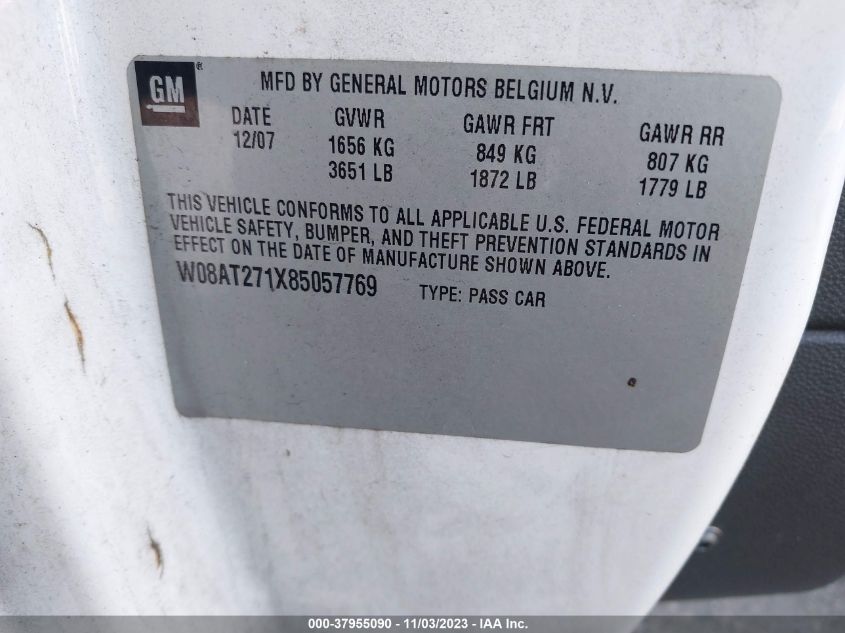 GM®
MFD BY GENERAL MOTORS BELGIUM N.V.
DATE GVWR GAWR FRT GAWR RR
12/07 1656 KG 849 KG 807 KG
3651 LB 1872 LB 1779 LB
THIS VEHICLE CONFORMS TO ALL APPLICABLE U.S. FEDERAL MOTOR
VEHICLE SAFETY, BUMPER, AND THEFT PREVENTION STANDARDS IN
EFFECT ON THE DATE OF MANUFACTURE SHOWN ABOVE.
W08AT271X85057769 TYPE: PASS CAR
000-37955090 - 11/03/2023 - IAA Inc.